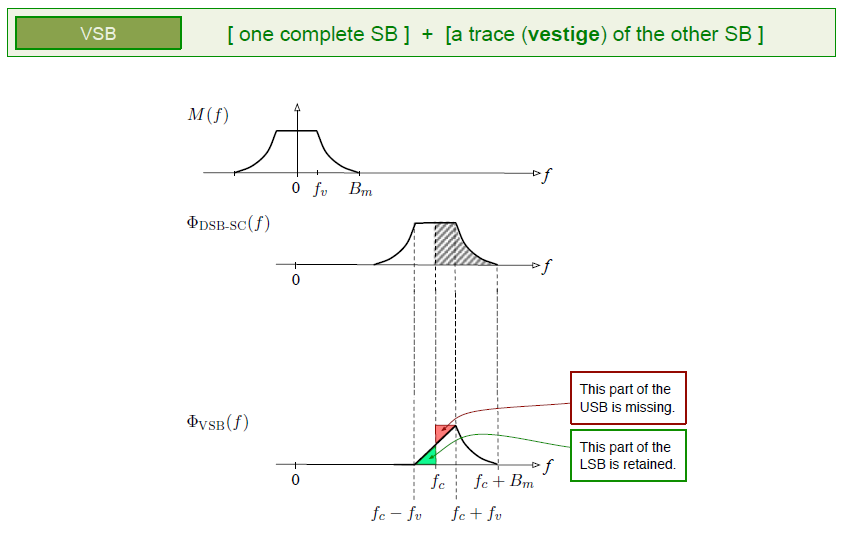 VSB
[ one complete SB ] + [a trace (vestige) of the other SB ]
M(f)
f
0 f_v B_m
Φ_DSB-SC(f)
f
0
This part of the
USB is missing.
Φ_VSB(f)
This part of the
LSB is retained.
f
0 f_c f_c + B_m
f_c − f_v f_c + f_v